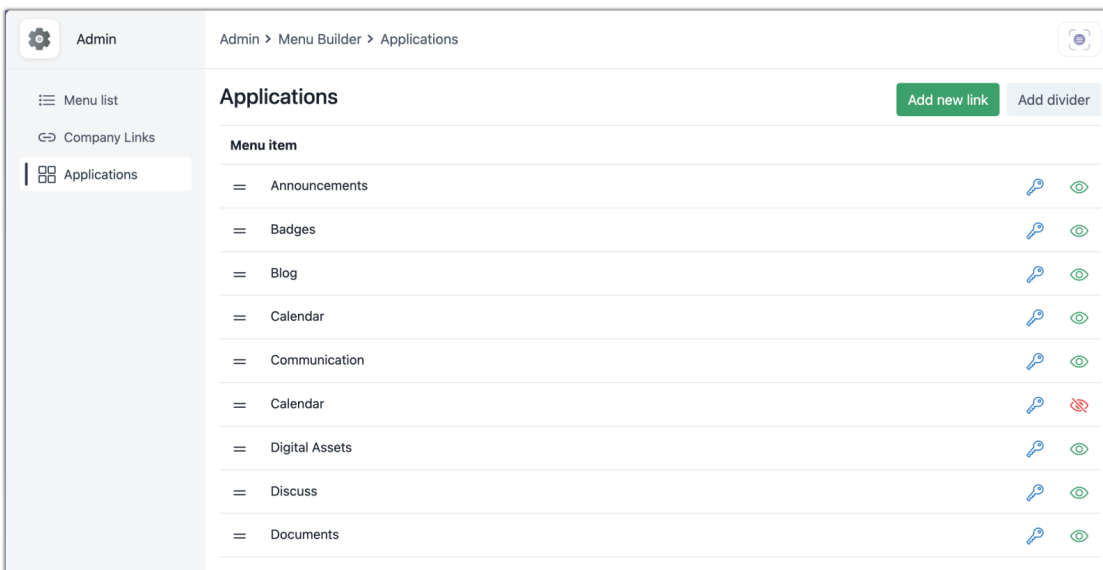 Admin
Admin > Menu Builder > Applications
Menu list
Company Links
Applications
Applications
Add new link
Add divider
Menu item
Announcements
Badges
Blog
Calendar
Communication
Calendar
Digital Assets
Discuss
Documents